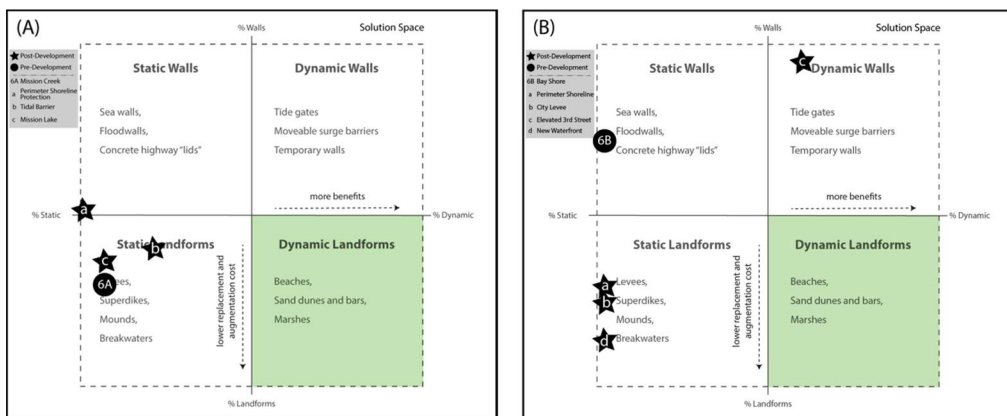 (A)
% Walls
Solution Space
Post-Development
Pre-Development
6A Mission Creek
a Perimeter Shoreline
Protection
b Tidal Barrier
c Mission Lake
Static Walls
Dynamic Walls
Sea walls,
Floodwalls,
Concrete highway "lids"
Tide gates
Moveable surge barriers
Temporary walls
more benefits
a
% Static
% Dynamic
Static Landforms
b
c
6A
Superdikes,
Mounds,
Breakwaters
lower replacement and
augmentation cost
Dynamic Landforms
Beaches,
Sand dunes and bars,
Marshes
% Landforms
(B)
% Walls
Solution Space
Post-Development
Pre-Development
6B Bay Shore
a Perimeter Shoreline
b City Levee
c Elevated 3rd Street
d New Waterfront
c
Static Walls
Dynamic Walls
Sea walls,
Floodwalls,
Concrete highway "lids"
6B
Tide gates
Moveable surge barriers
Temporary walls
more benefits
% Static
% Dynamic
Static Landforms
a
Levees,
b
Superdikes,
Mounds,
d
Breakwaters
lower replacement and
augmentation cost
Dynamic Landforms
Beaches,
Sand dunes and bars,
Marshes
% Landforms